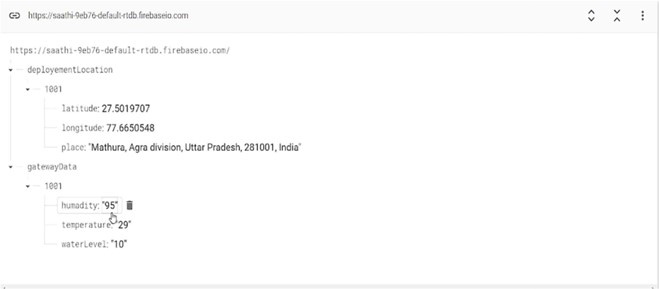 https://saathi-9eb76-default-rtdb.firebaseio.com
https://saathi-9eb76-default-rtdb.firebaseio.com/
deployementLocation
1001
latitude: 27.5019707
longitude: 77.6650548
place: "Mathura, Agra division, Uttar Pradesh, 281001, India"
gatewayData
1001
humadity: "95"
temperature: "29"
waterLevel: "10"